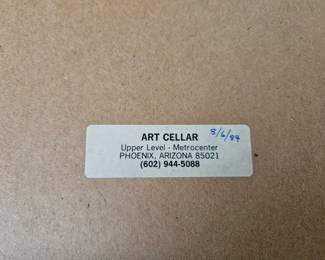 ART CELLAR 8/6/84
Upper Level - Metrocenter
PHOENIX, ARIZONA 85021
(602) 944-5088